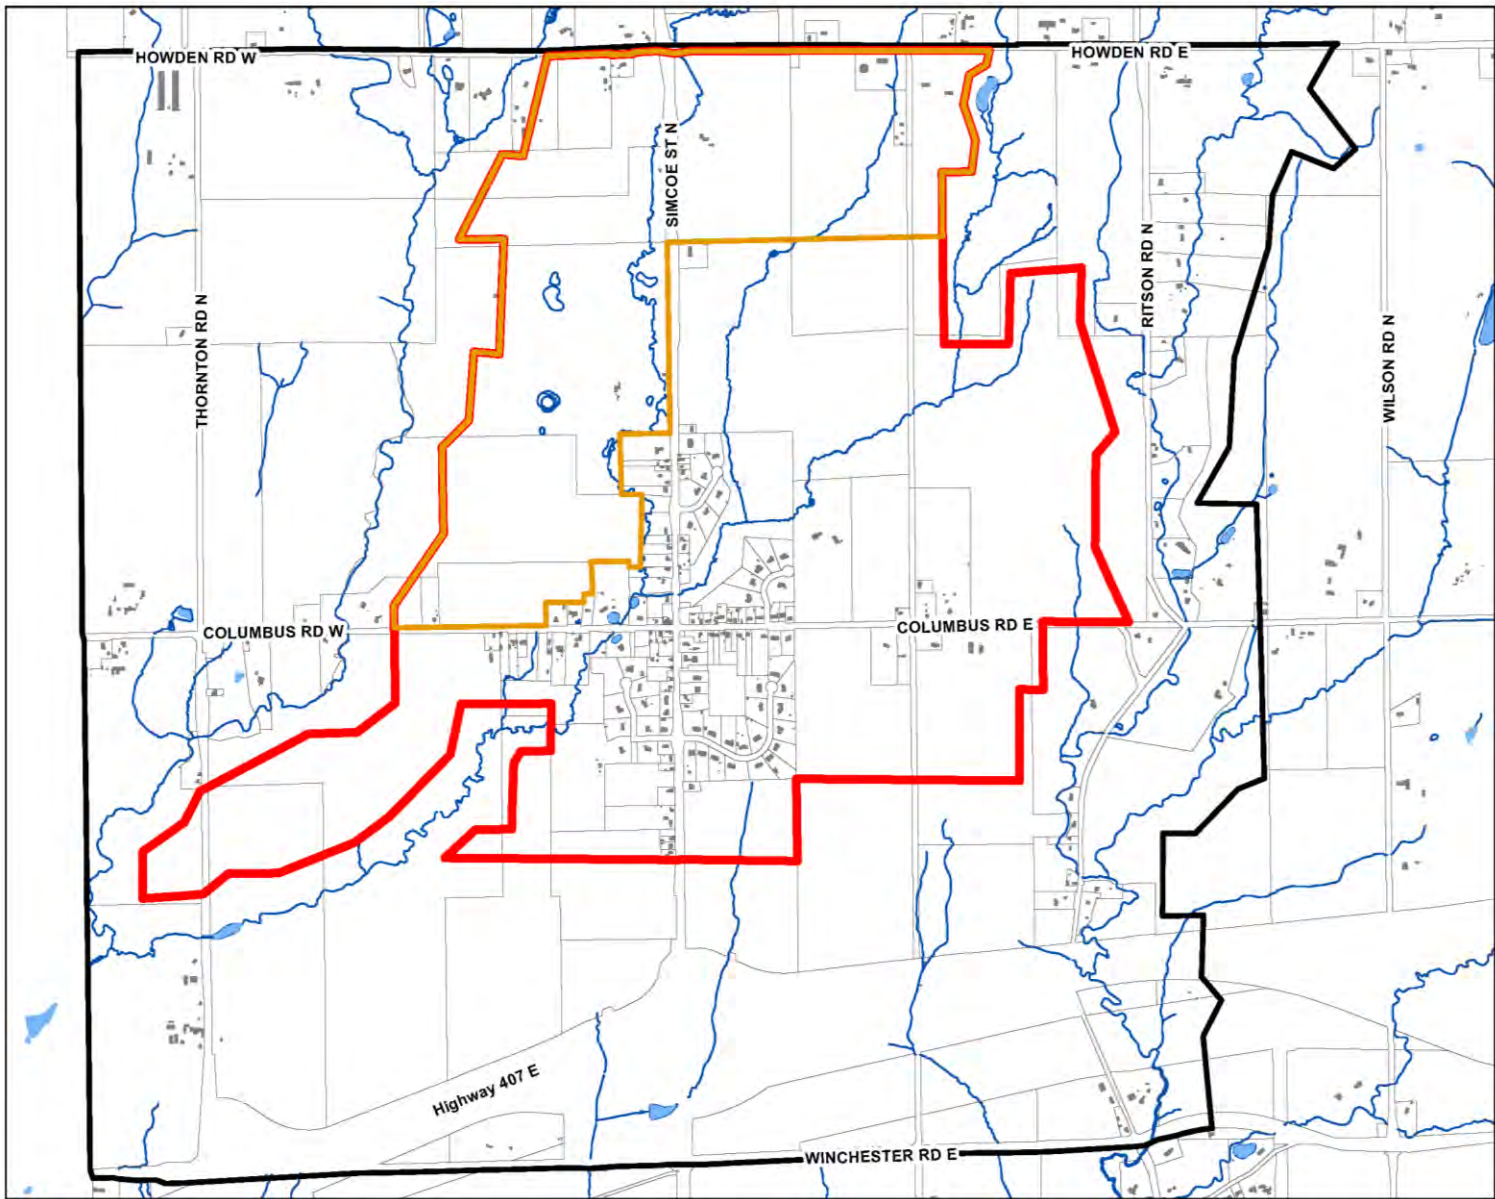 HOWDEN RD W
HOWDEN RD E
SIMCOE ST N
RITSON RD N
THORNTON RD N
WILSON RD N
COLUMBUS RD W
COLUMBUS RD E
Highway 407 E
WINCHESTER RD E